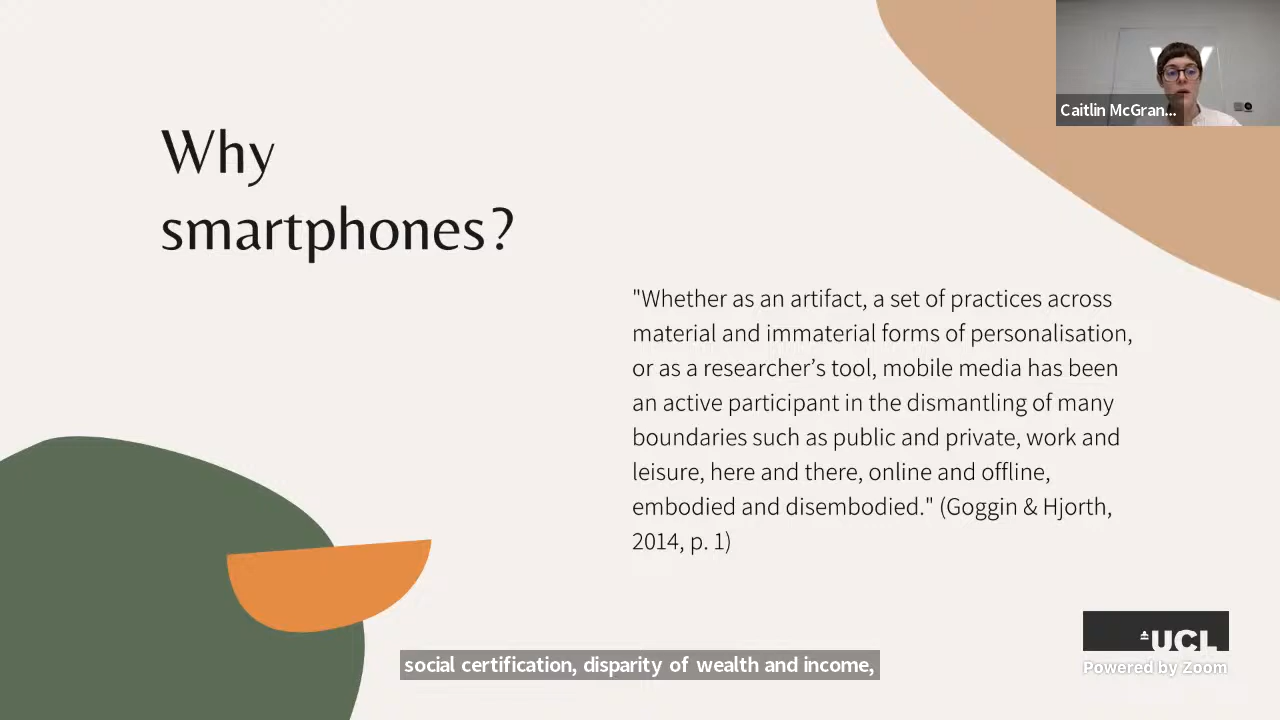 Caitlin McGran...
Why
smartphones?
"Whether as an artifact, a set of practices across
material and immaterial forms of personalisation,
or as a researcher’s tool, mobile media has been
an active participant in the dismantling of many
boundaries such as public and private, work and
leisure, here and there, online and offline,
embodied and disembodied." (Goggin & Hjorth,
2014, p. 1)
UCL
Powered by Zoom
social certification, disparity of wealth and income,